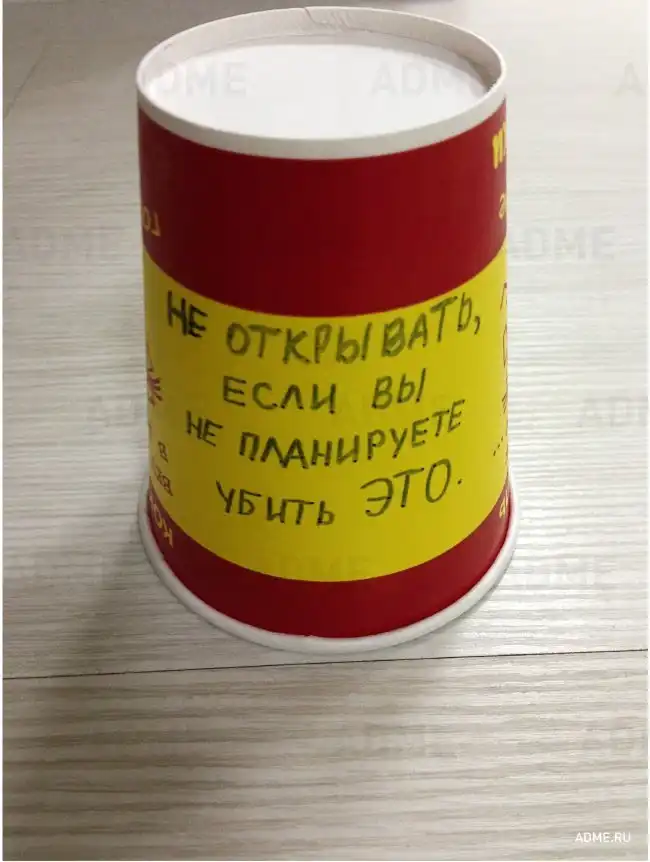 НЕ ОТКРЫВАТЬ,
ЕСЛИ ВЫ
НЕ ПЛАНИРУЕТЕ
УБИТЬ ЭТО.
ADME.RU